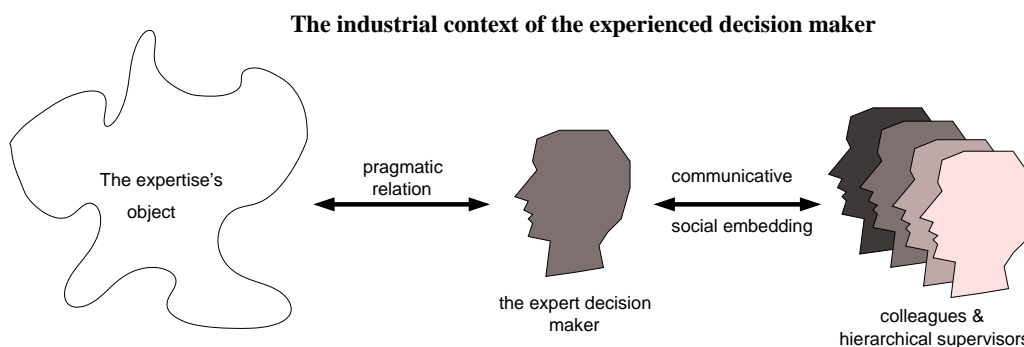 The industrial context of the experienced decision maker
The expertise's
object
pragmatic
relation
the expert decision
maker
communicative
social embedding
colleagues &
hierarchical supervisors